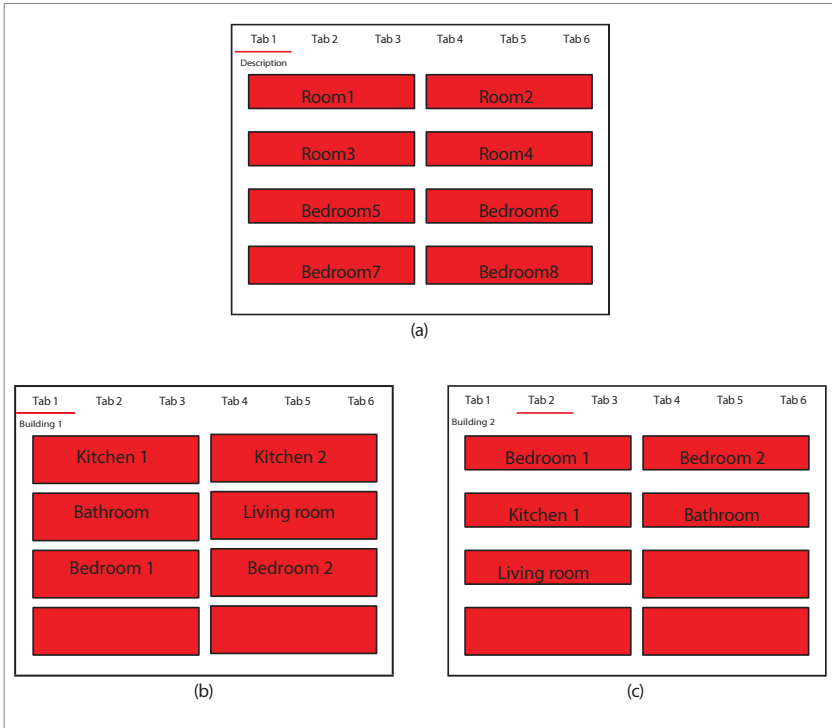 Tab 1 Tab 2 Tab 3 Tab 4 Tab 5 Tab 6
Description
Room1 Room2
Room3 Room4
Bedroom5 Bedroom6
Bedroom7 Bedroom8
(a)
Tab 1 Tab 2 Tab 3 Tab 4 Tab 5 Tab 6
Building 1
Kitchen 1 Kitchen 2
Bathroom Living room
Bedroom 1 Bedroom 2
(b)
Tab 1 Tab 2 Tab 3 Tab 4 Tab 5 Tab 6
Building 2
Bedroom 1 Bedroom 2
Kitchen 1 Bathroom
Living room
(c)